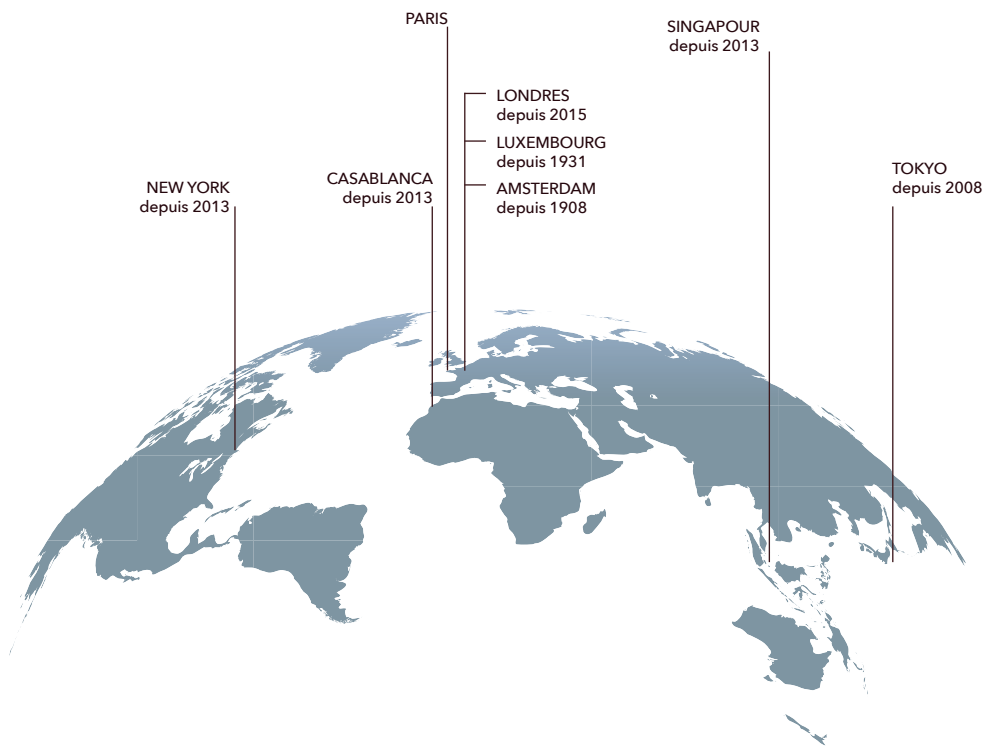 PARIS
SINGAPOUR
depuis 2013
LONDRES
depuis 2015
LUXEMBOURG
depuis 1931
AMSTERDAM
depuis 1908
NEW YORK
depuis 2013
CASABLANCA
depuis 2013
TOKYO
depuis 2008